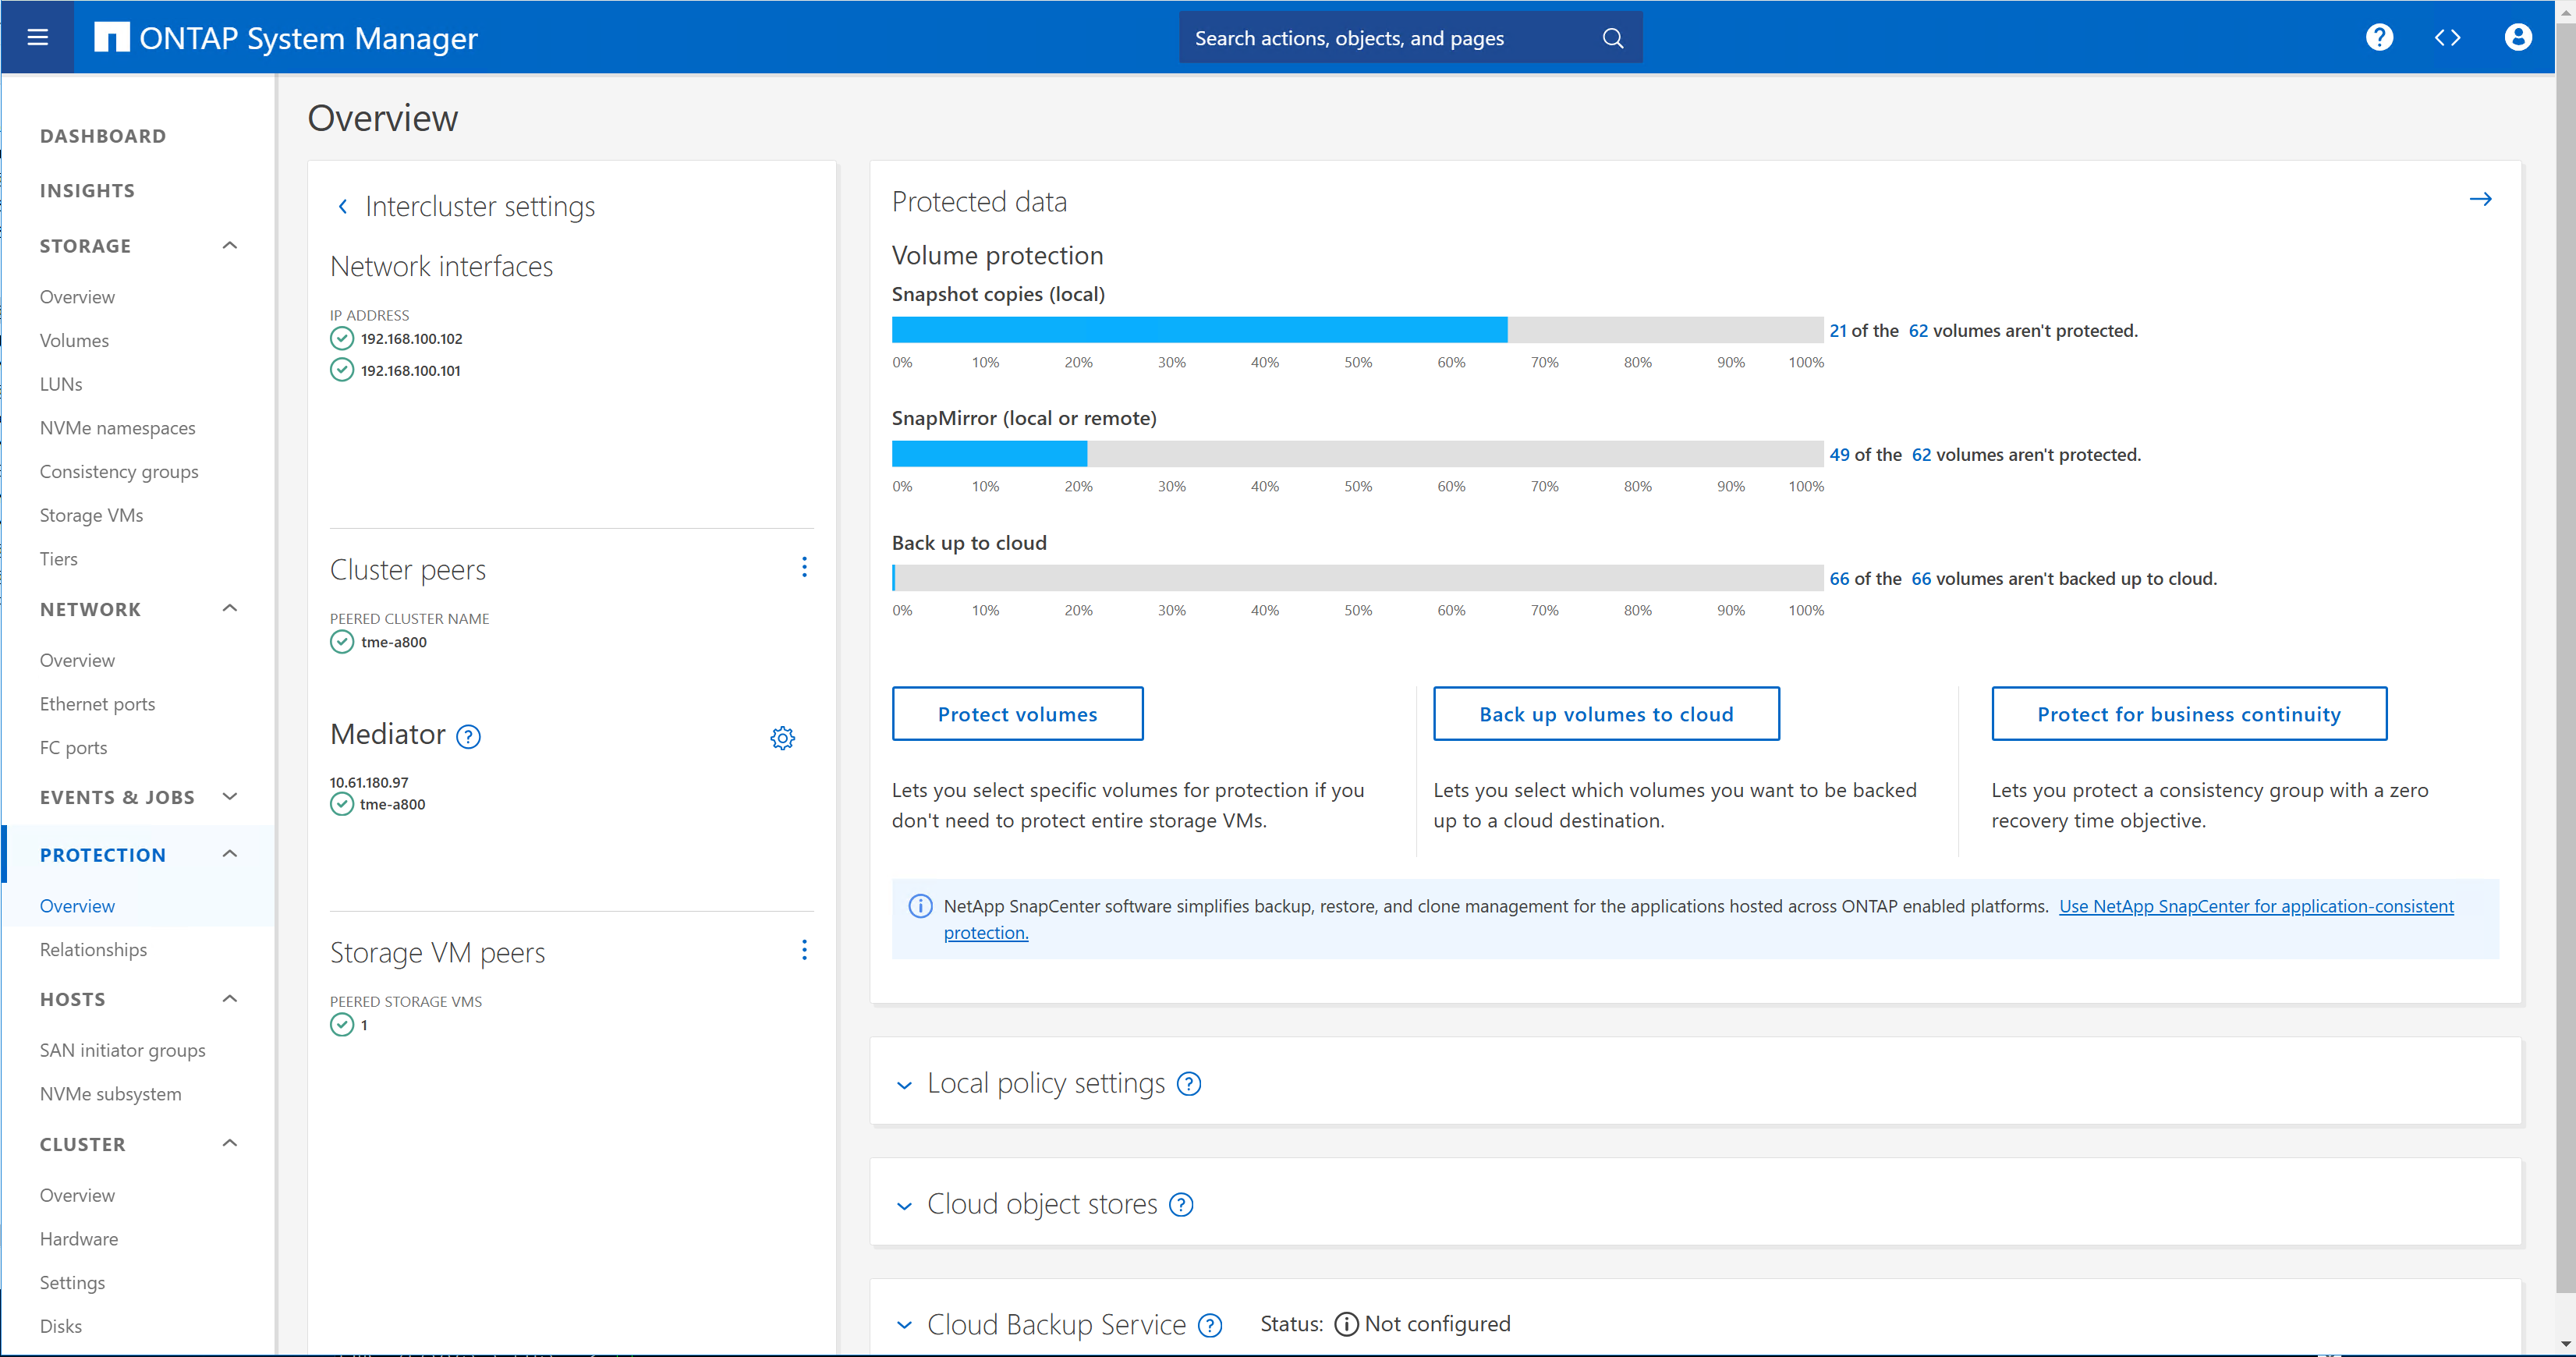 ONTAP System Manager
Search actions, objects, and pages
DASHBOARD
INSIGHTS
STORAGE
Overview
Volumes
LUNs
NVMe namespaces
Consistency groups
Storage VMs
Tiers
NETWORK
Overview
Ethernet ports
FC ports
EVENTS & JOBS
PROTECTION
Overview
Relationships
HOSTS
SAN initiator groups
NVMe subsystem
CLUSTER
Overview
Hardware
Settings
Disks
Overview
Intercluster settings
Network interfaces
IP ADDRESS
192.168.100.102
192.168.100.101
Cluster peers
PEERED CLUSTER NAME
tme-a800
Mediator ?
10.61.180.97
tme-a800
Storage VM peers
PEERED STORAGE VMS
1
Protected data
Volume protection
Snapshot copies (local)
21 of the 62 volumes aren't protected.
0% 10% 20% 30% 40% 50% 60% 70% 80% 90% 100%
SnapMirror (local or remote)
49 of the 62 volumes aren't protected.
0% 10% 20% 30% 40% 50% 60% 70% 80% 90% 100%
Back up to cloud
66 of the 66 volumes aren't backed up to cloud.
0% 10% 20% 30% 40% 50% 60% 70% 80% 90% 100%
Protect volumes
Lets you select specific volumes for protection if you
don't need to protect entire storage VMs.
Back up volumes to cloud
Lets you select which volumes you want to be backed
up to a cloud destination.
Protect for business continuity
Lets you protect a consistency group with a zero
recovery time objective.
NetApp SnapCenter software simplifies backup, restore, and clone management for the applications hosted across ONTAP enabled platforms. Use NetApp SnapCenter for application-consistent
protection.
Local policy settings ?
Cloud object stores ?
Cloud Backup Service ? Status: Not configured